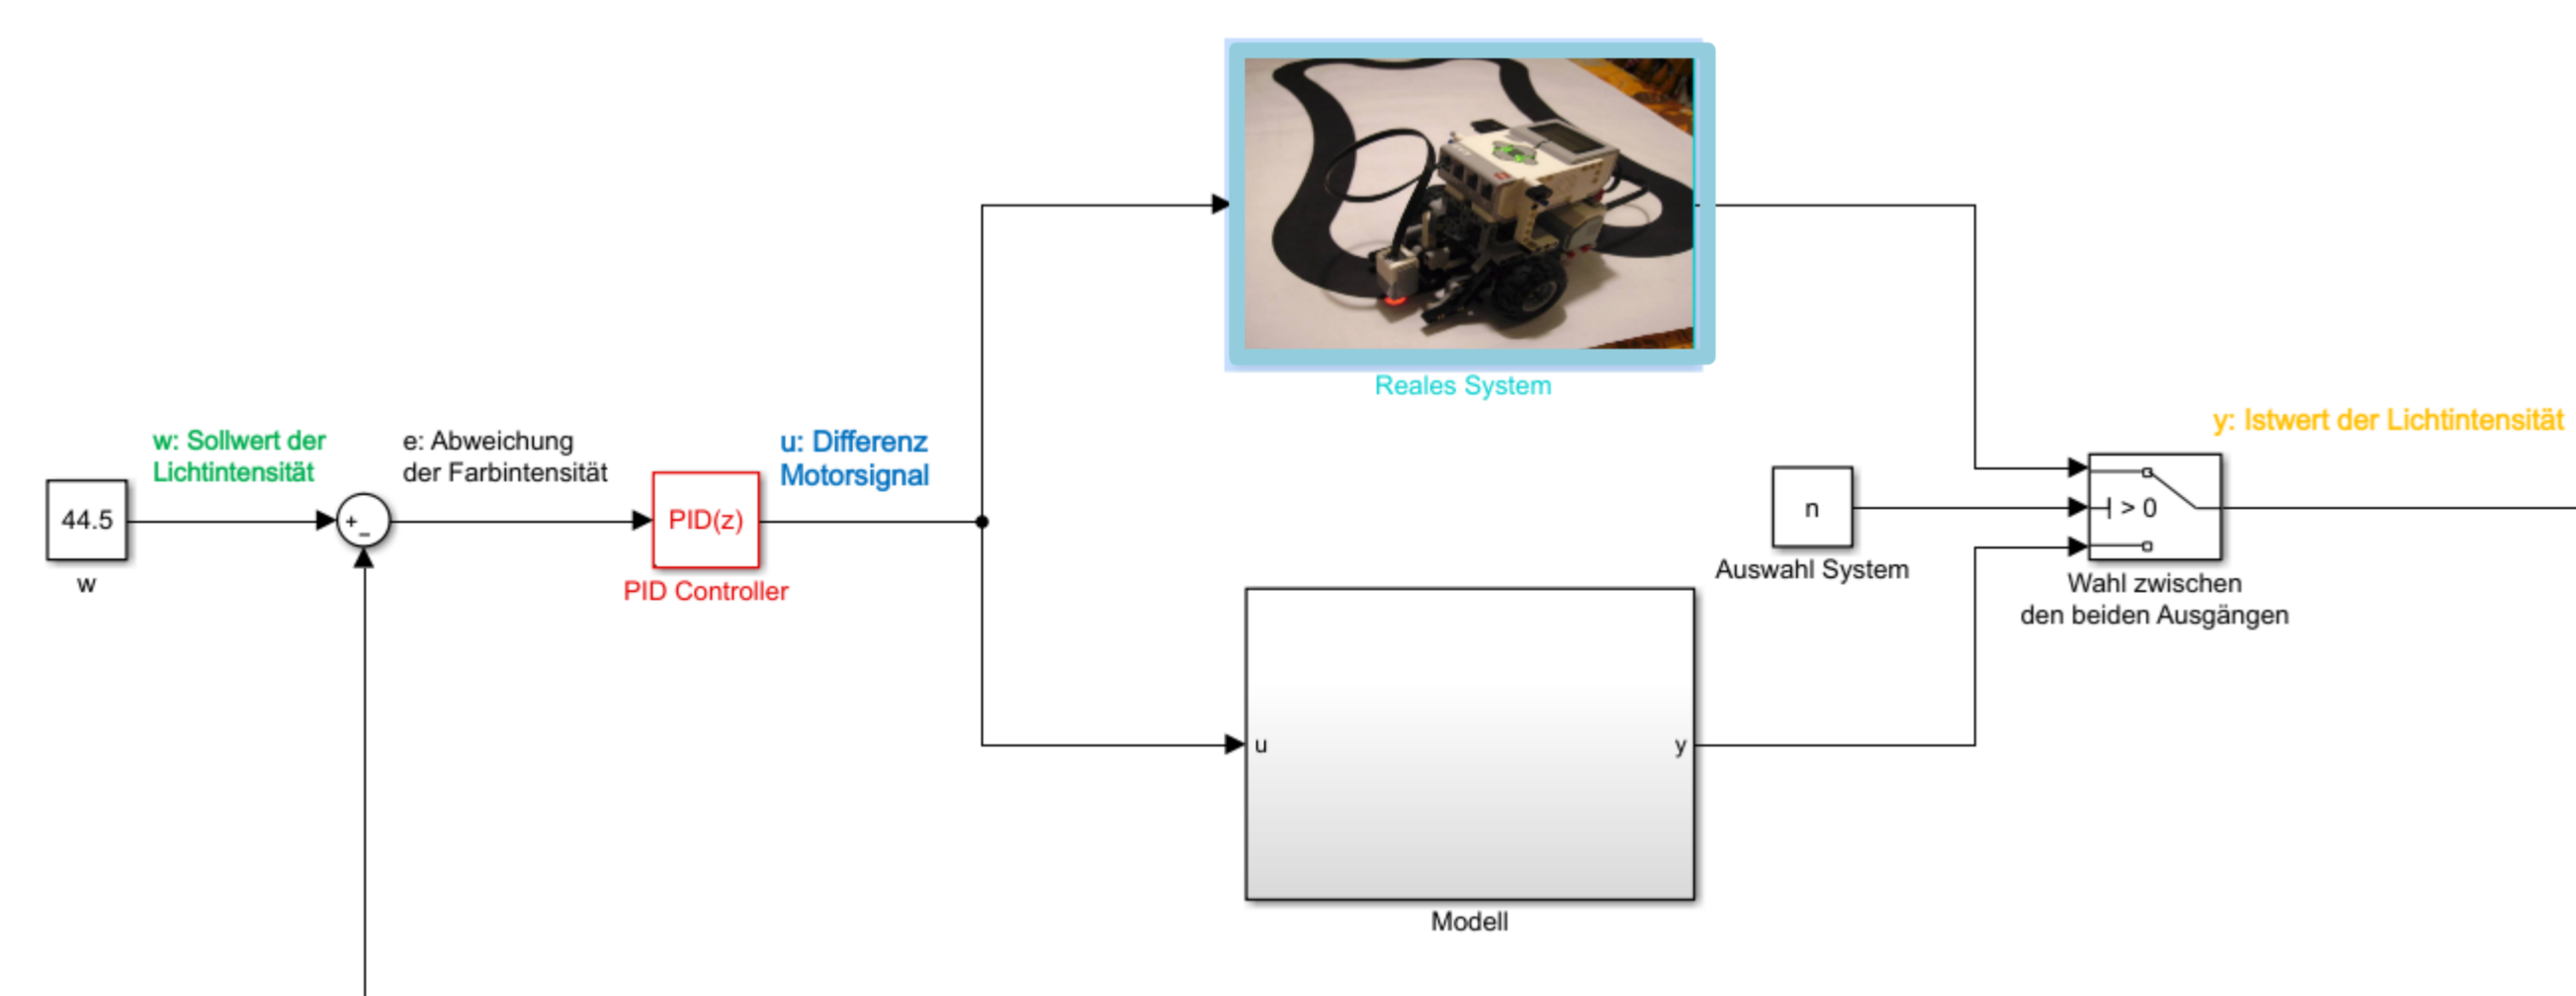 Reales System
w: Sollwert der
Lichtintensität
e: Abweichung
der Farbintensität
u: Differenz
Motorsignal
y: Istwert der Lichtintensität
44.5
w
+
−
PID(z)
PID Controller
n
Auswahl System
> 0
Wahl zwischen
den beiden Ausgängen
u
y
Modell